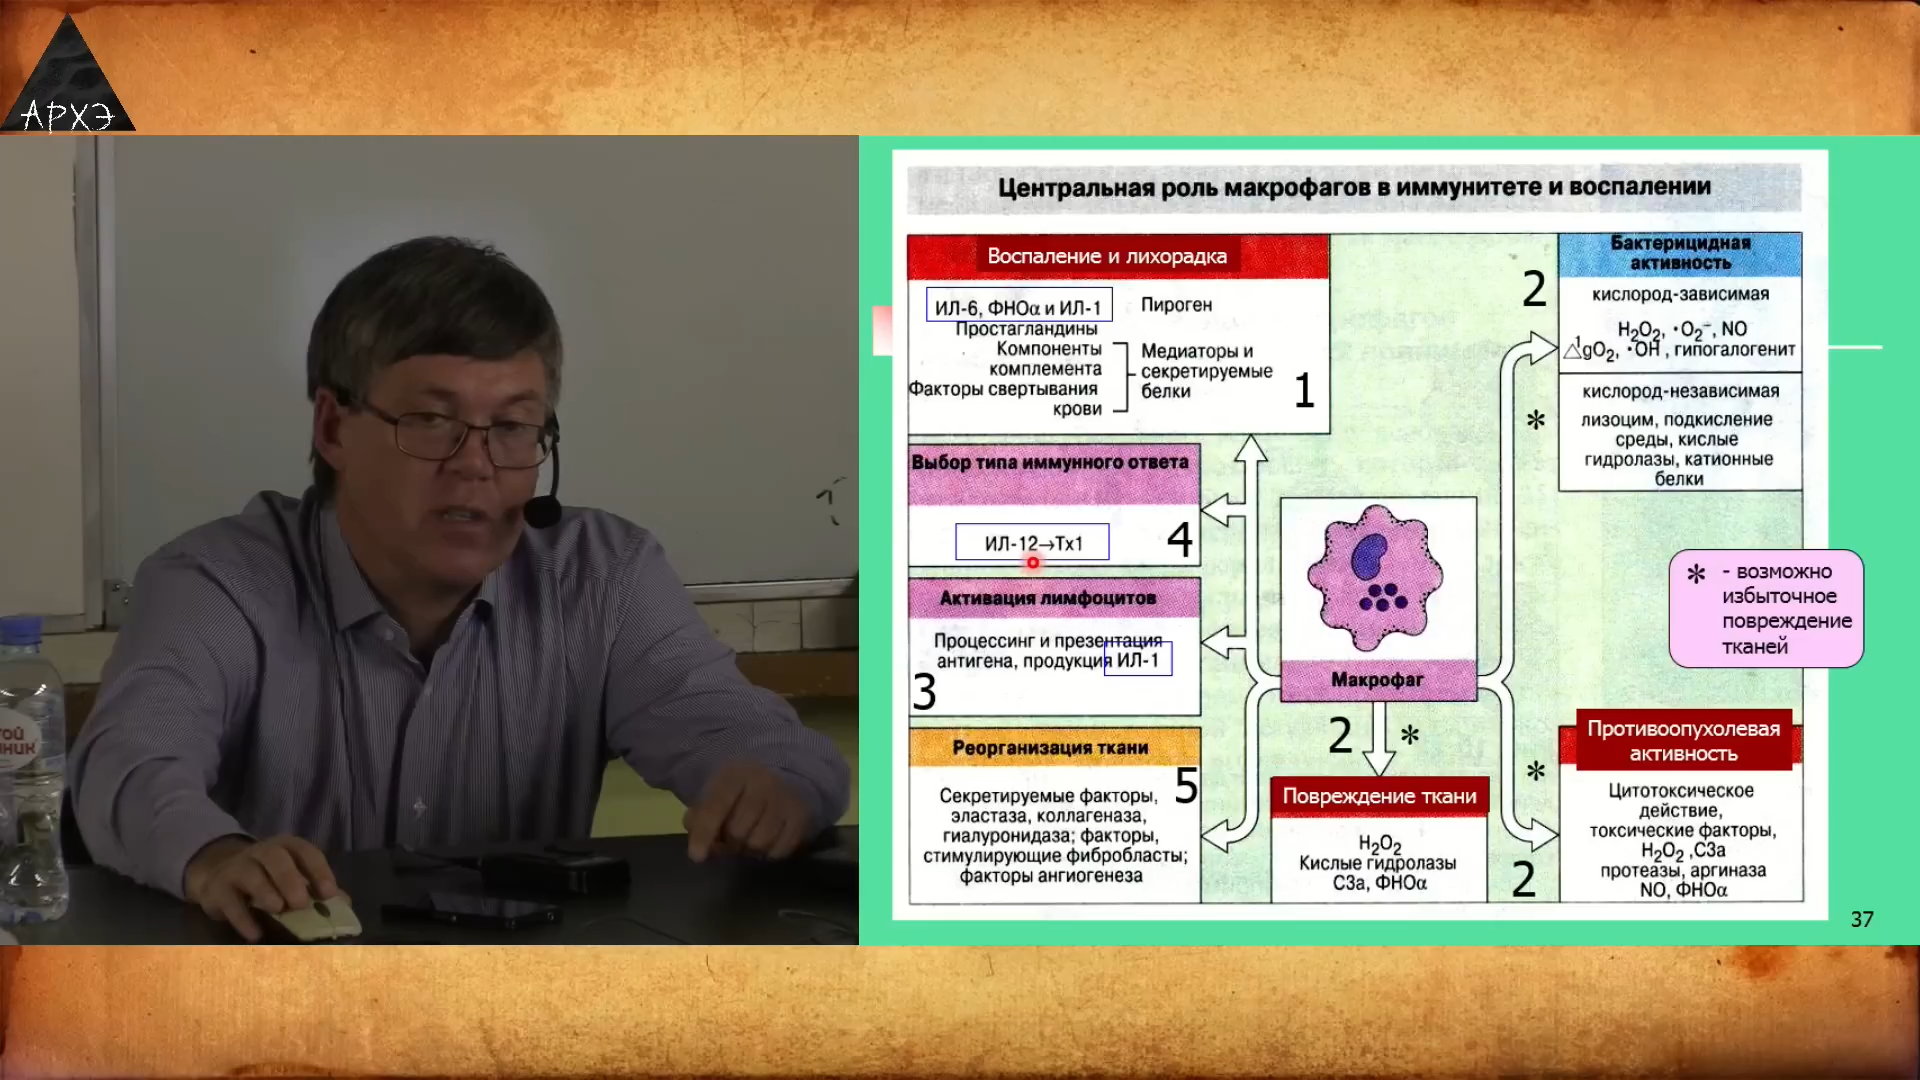 АРХЭ
той
ник
Центральная роль макрофагов в иммунитете и воспалении
Воспаление и лихорадка
ИЛ-6, ФНОα и ИЛ-1
Пироген
Простагландины
Компоненты
комплемента
Факторы свертывания
крови
Медиаторы и
секретируемые
белки
1
Выбор типа иммунного ответа
ИЛ-12→Тх1
4
Активация лимфоцитов
Процессинг и презентация
антигена, продукция ИЛ-1
3
Реорганизация ткани
5
Секретируемые факторы,
эластаза, коллагеназа,
гиалуронидаза; факторы,
стимулирующие фибробласты;
факторы ангиогенеза
Макрофаг
2 *
Повреждение ткани
H₂O₂
Кислые гидролазы
C3a, ФНОα
2
Бактерицидная
активность
кислород-зависимая
H₂O₂, ·O₂⁻, NO
△¹gO₂, ·OH, гипогалогенит
*
кислород-независимая
лизоцим, подкисление
среды, кислые
гидролазы, катионные
белки
* - возможно
избыточное
повреждение
тканей
*
Противоопухолевая
активность
Цитотоксическое
действие,
токсические факторы,
H₂O₂ ,C3a
протеазы, аргиназа
NO, ФНОα
2
37